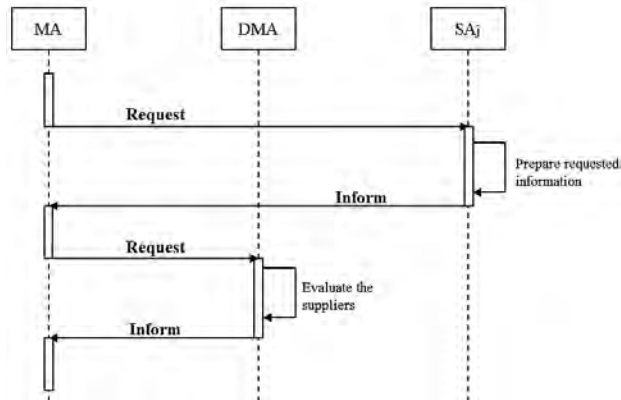 MA
DMA
SAj
Request
Prepare requested
information
Inform
Request
Evaluate the
suppliers
Inform